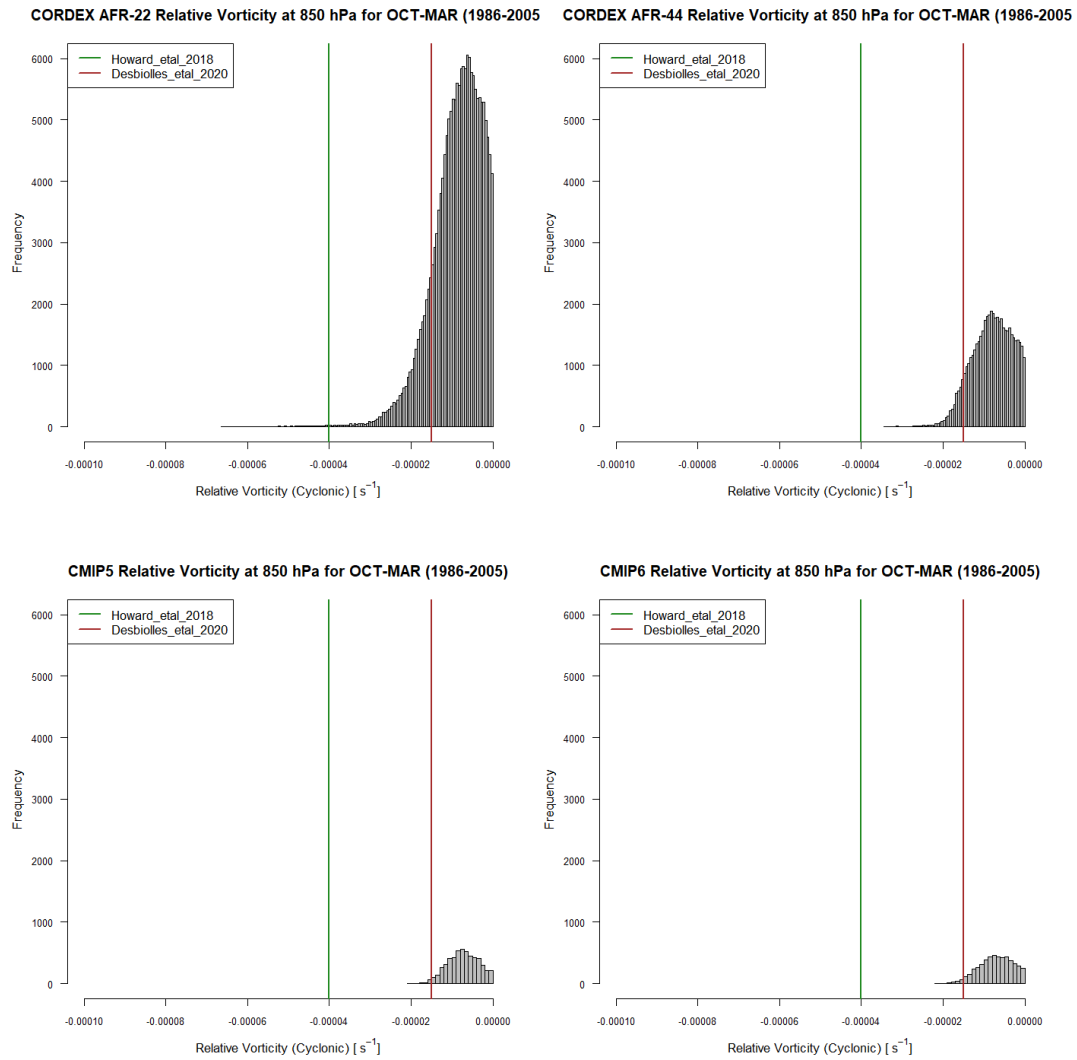 CORDEX AFR-22 Relative Vorticity at 850 hPa for OCT-MAR (1986-2005
Howard_etal_2018
Desbiolles_etal_2020
6000
5000
4000
3000
2000
1000
0
Frequency
-0.00010
-0.00008
-0.00006
-0.00004
-0.00002
0.00000
Relative Vorticity (Cyclonic) [ s⁻¹]
CORDEX AFR-44 Relative Vorticity at 850 hPa for OCT-MAR (1986-2005
Howard_etal_2018
Desbiolles_etal_2020
6000
5000
4000
3000
2000
1000
0
Frequency
-0.00010
-0.00008
-0.00006
-0.00004
-0.00002
0.00000
Relative Vorticity (Cyclonic) [ s⁻¹]
CMIP5 Relative Vorticity at 850 hPa for OCT-MAR (1986-2005)
Howard_etal_2018
Desbiolles_etal_2020
6000
5000
4000
3000
2000
1000
0
Frequency
-0.00010
-0.00008
-0.00006
-0.00004
-0.00002
0.00000
Relative Vorticity (Cyclonic) [ s⁻¹]
CMIP6 Relative Vorticity at 850 hPa for OCT-MAR (1986-2005)
Howard_etal_2018
Desbiolles_etal_2020
6000
5000
4000
3000
2000
1000
0
Frequency
-0.00010
-0.00008
-0.00006
-0.00004
-0.00002
0.00000
Relative Vorticity (Cyclonic) [ s⁻¹]